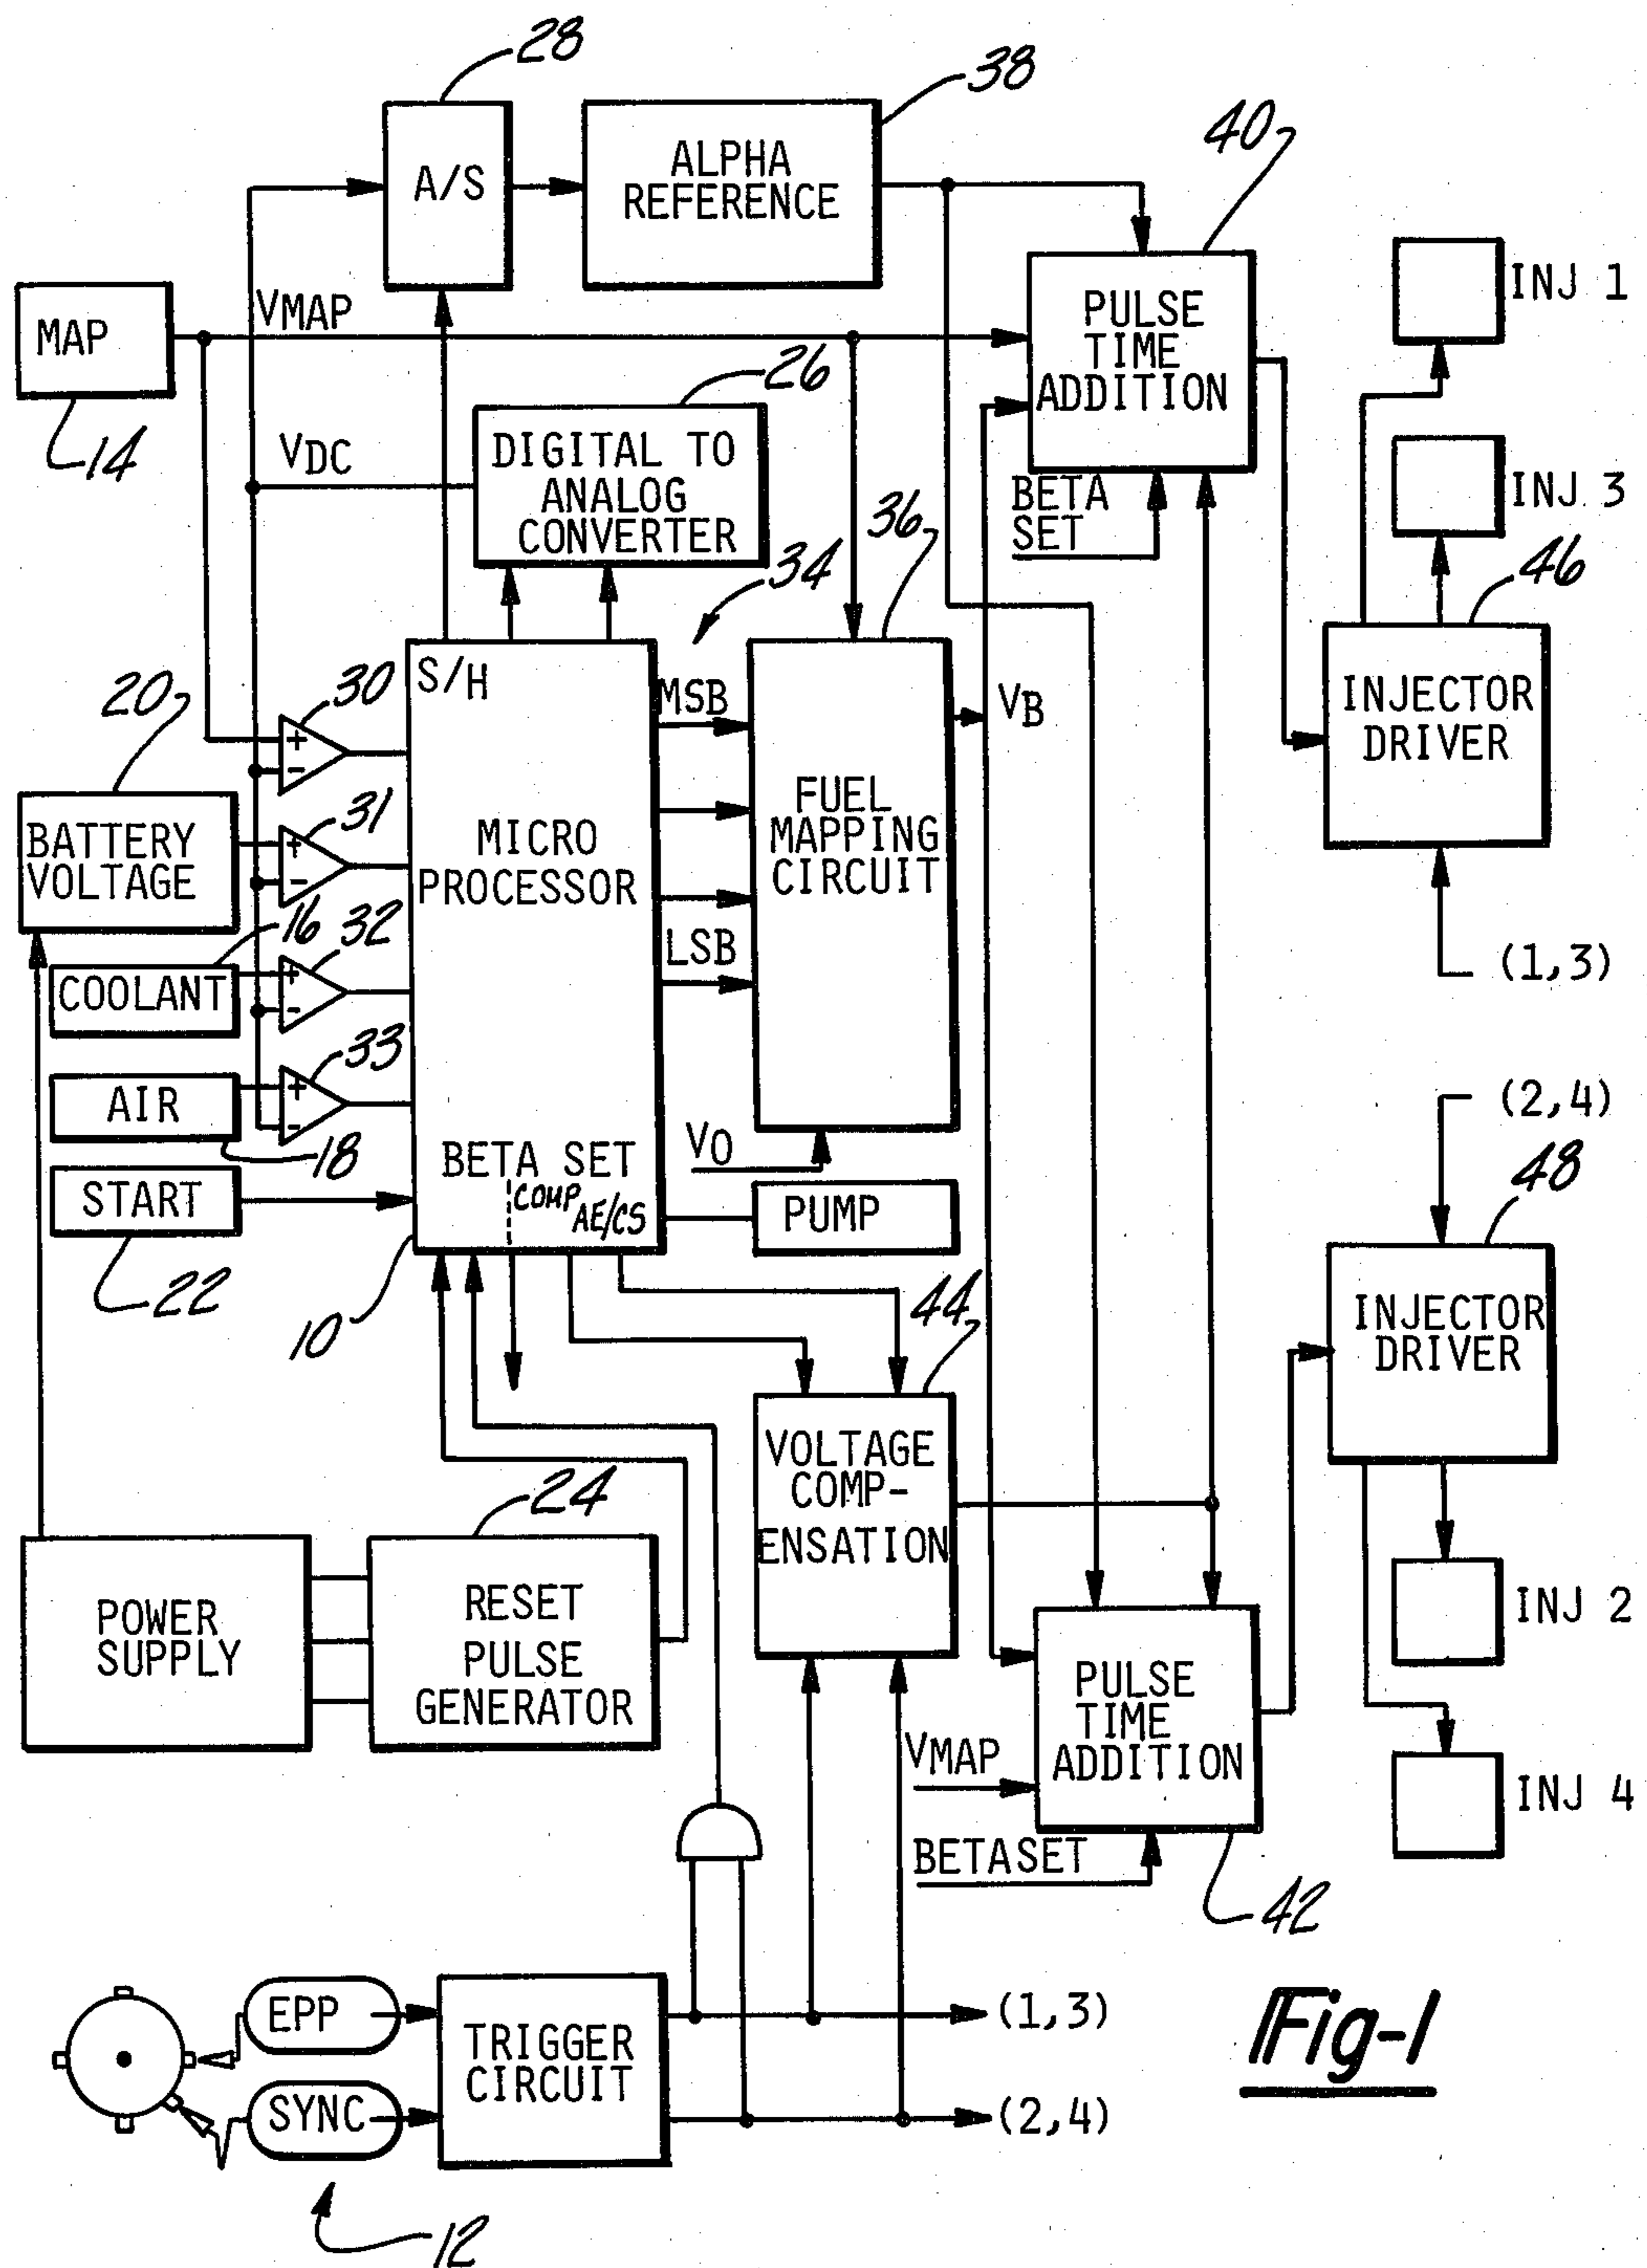 28
38
40
A/S
ALPHA
REFERENCE
MAP
VMAP
PULSE
TIME
ADDITION
INJ 1
14
VDC
26
DIGITAL TO
ANALOG
CONVERTER
BETA
SET
INJ 3
34
36
46
20
30
S/H
MSB
VB
INJECTOR
DRIVER
+
-
BATTERY
VOLTAGE
31
+
-
MICRO
PROCESSOR
FUEL
MAPPING
CIRCUIT
16
32
COOLANT
+
-
LSB
(1,3)
33
AIR
+
-
18
(2,4)
VO
BETA SET
COMP
AE/CS
START
PUMP
48
22
10
44
INJECTOR
DRIVER
VOLTAGE
COMP-
ENSATION
24
POWER
SUPPLY
RESET
PULSE
GENERATOR
INJ 2
PULSE
TIME
ADDITION
VMAP
INJ 4
BETASET
42
EPP
TRIGGER
CIRCUIT
(1,3)
SYNC
(2,4)
12
Fig-1